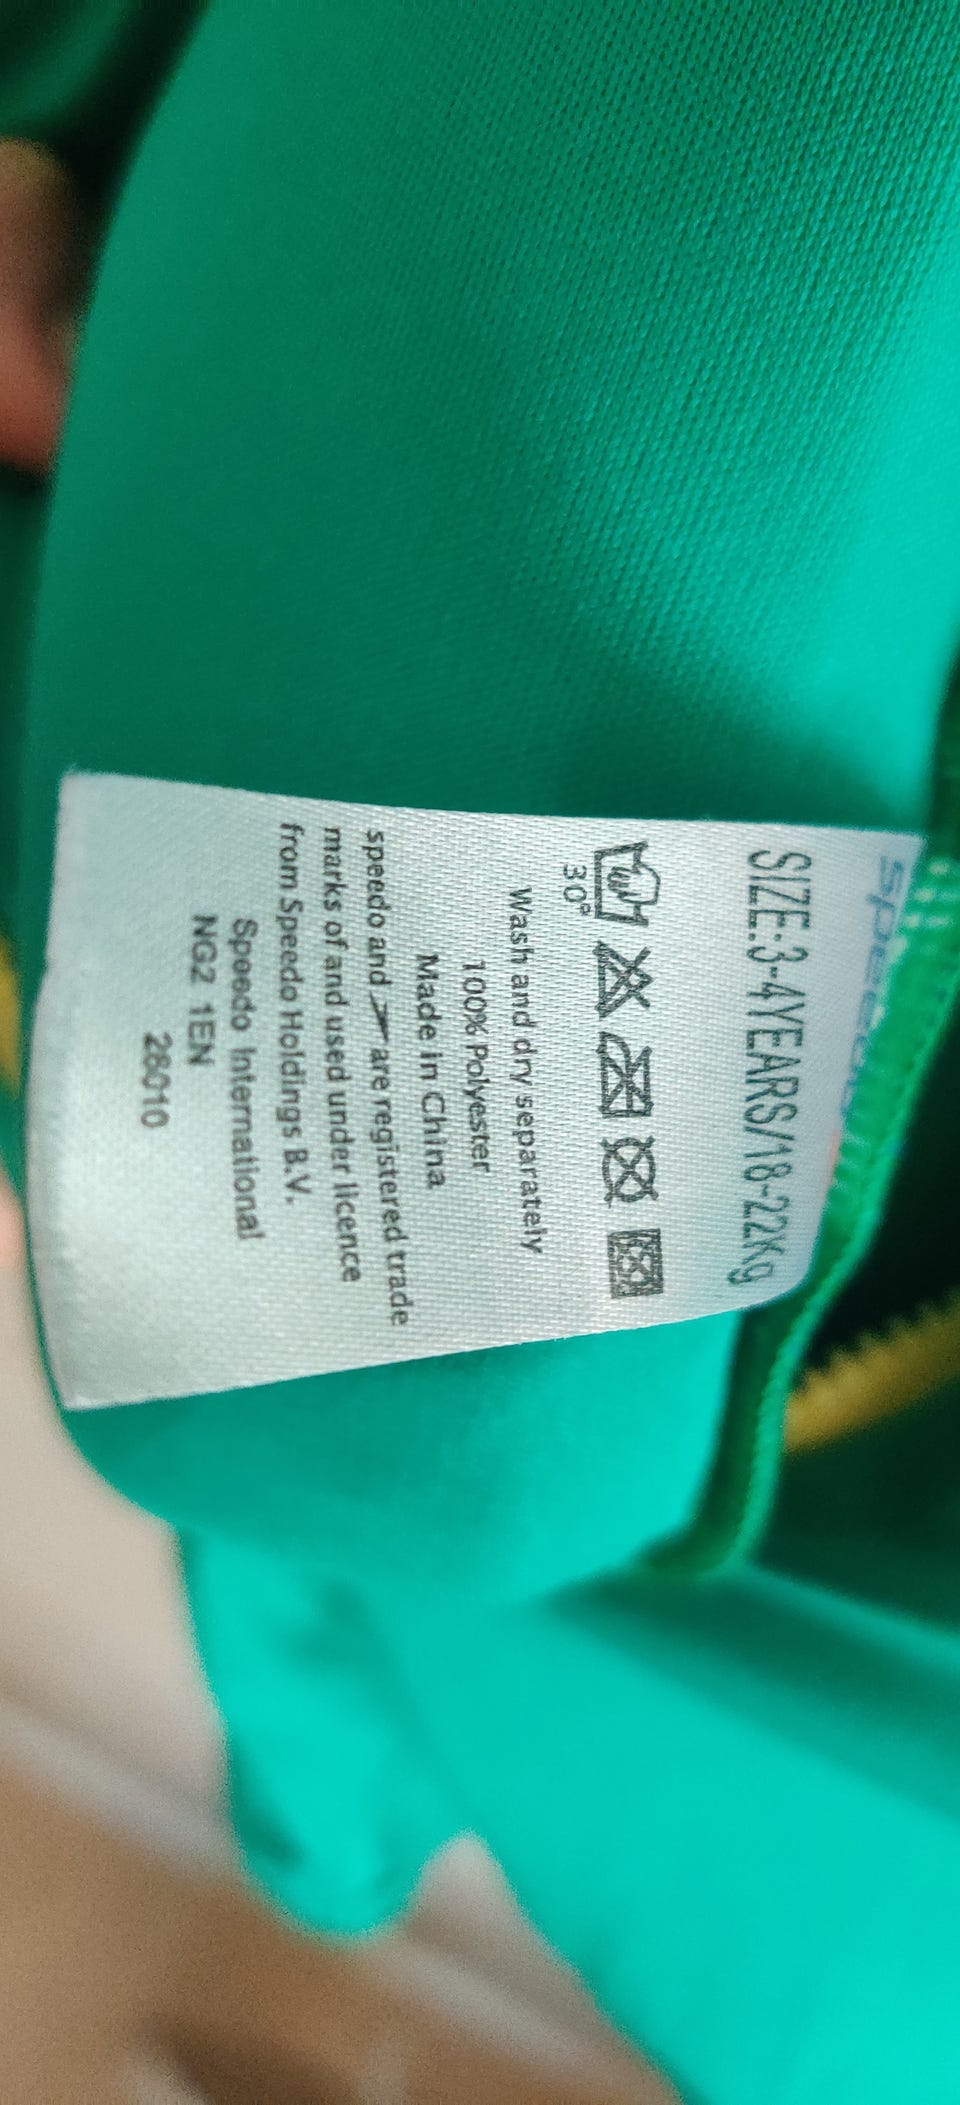 speedo
SIZE:3-4YEARS/18-22Kg
30°
Wash and dry separately
100% Polyester
Made in China
speedo and are registered trade
marks of and used under licence
from Speedo Holdings B.V.
Speedo International
NG2 1EN
28010